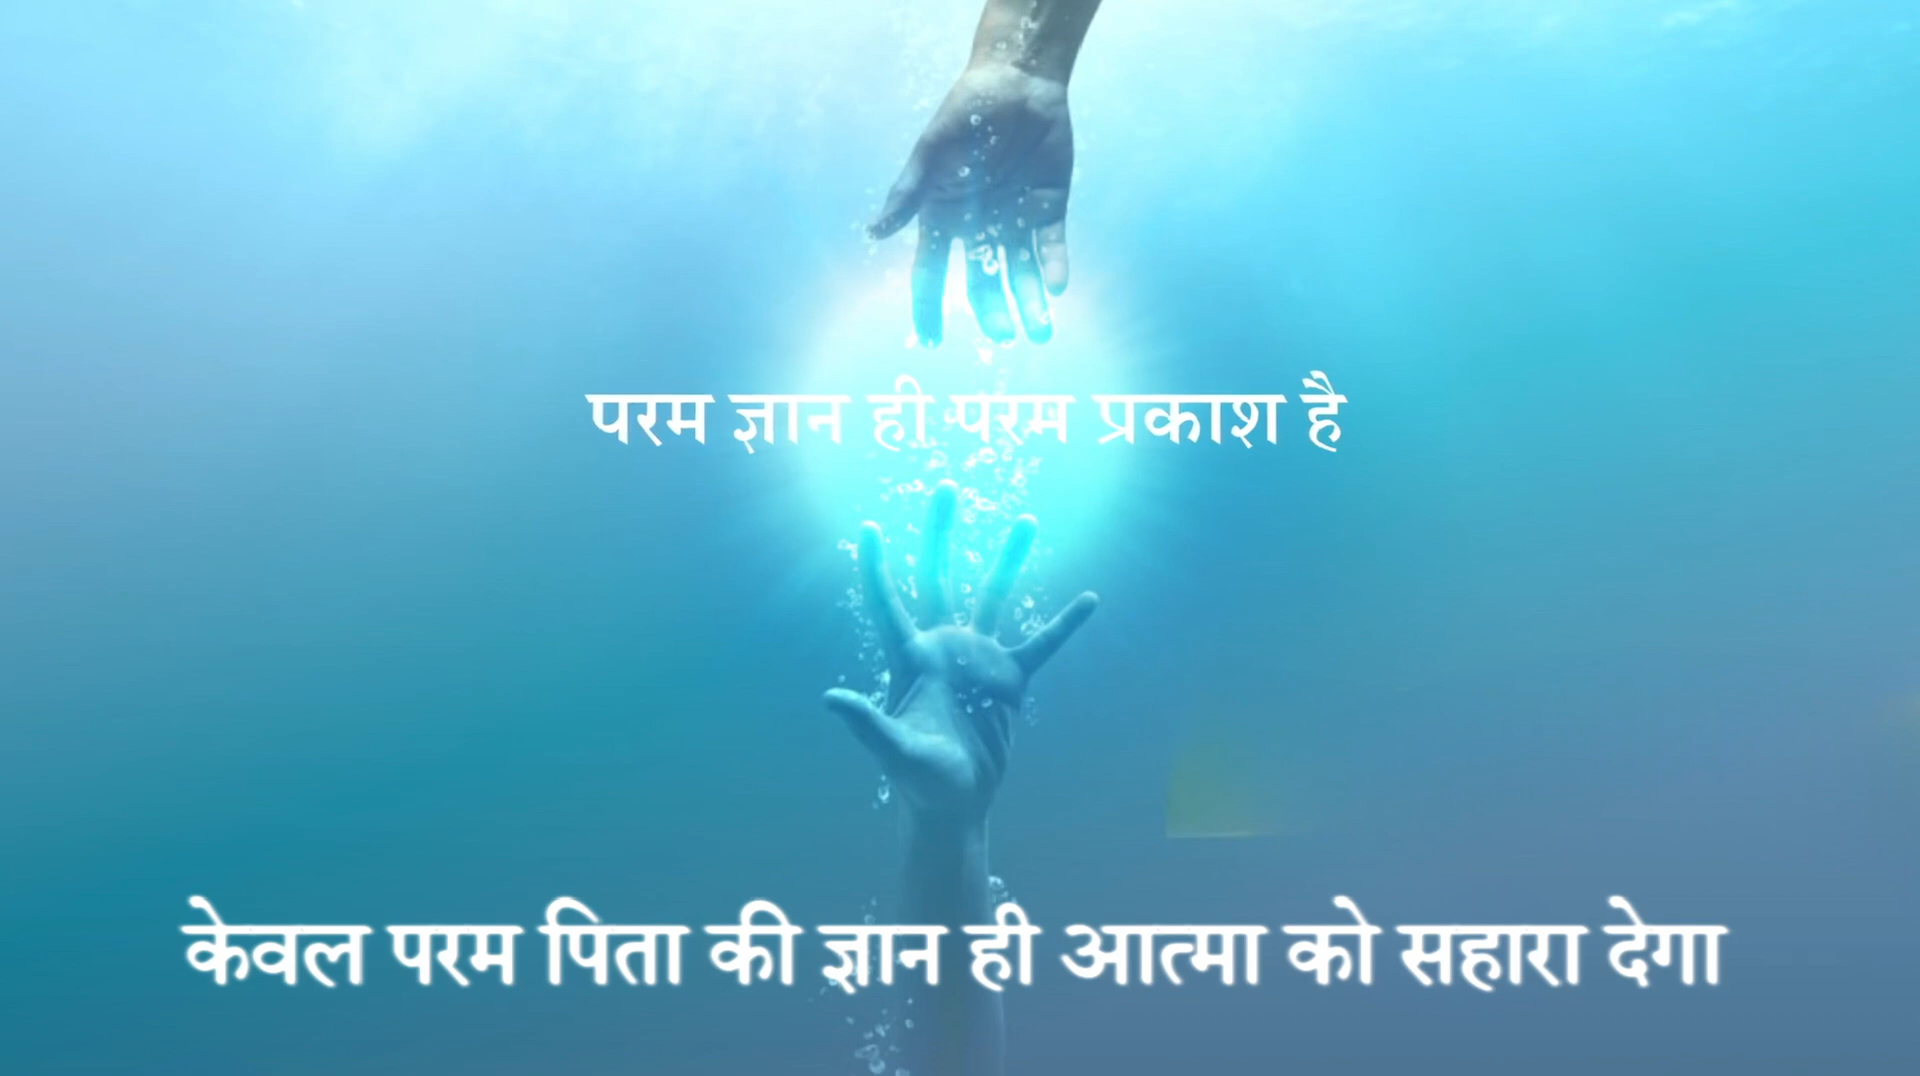 परम ज्ञान ही परम प्रकाश है
केवल परम पिता की ज्ञान ही आत्मा को सहारा देगा